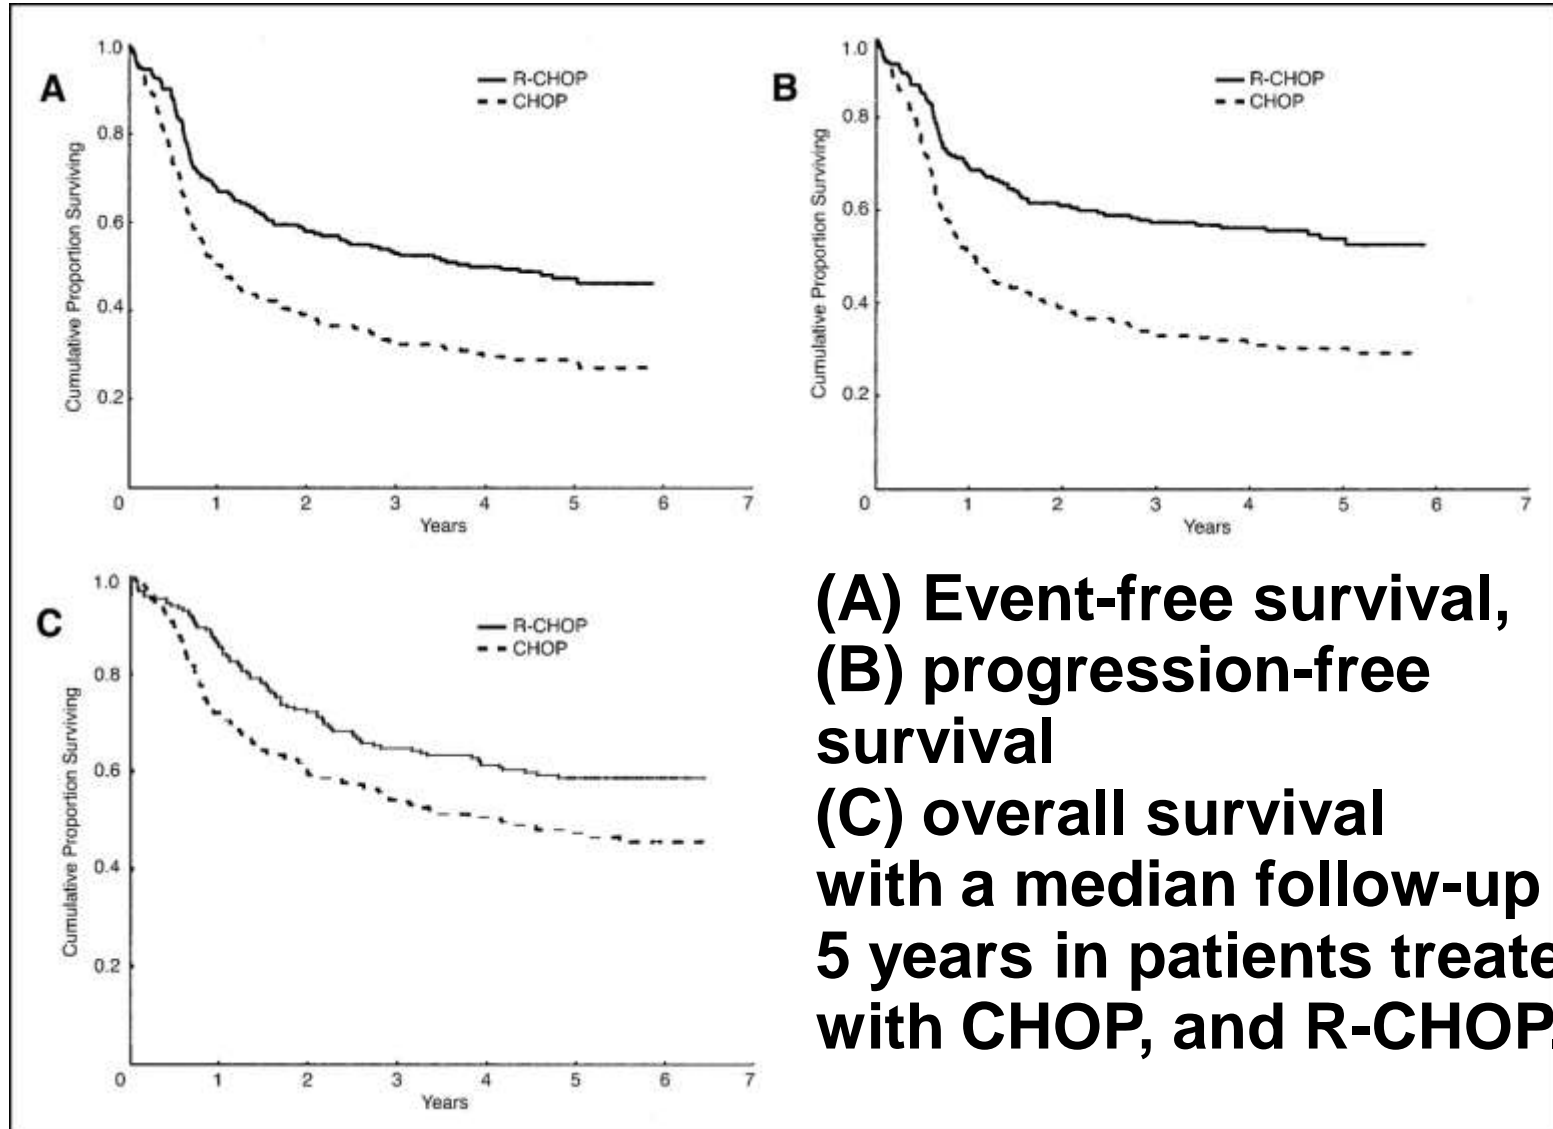 A
R-CHOP
CHOP
Cumulative Proportion Surviving
1.0
0.8
0.6
0.4
0.2
0 1 2 3 4 5 6 7
Years
B
R-CHOP
CHOP
Cumulative Proportion Surviving
1.0
0.8
0.6
0.4
0.2
0 1 2 3 4 5 6 7
Years
C
R-CHOP
CHOP
Cumulative Proportion Surviving
1.0
0.8
0.6
0.4
0.2
0 1 2 3 4 5 6 7
Years
(A) Event-free survival,
(B) progression-free
survival
(C) overall survival
with a median follow-up
5 years in patients treate
with CHOP, and R-CHOP.